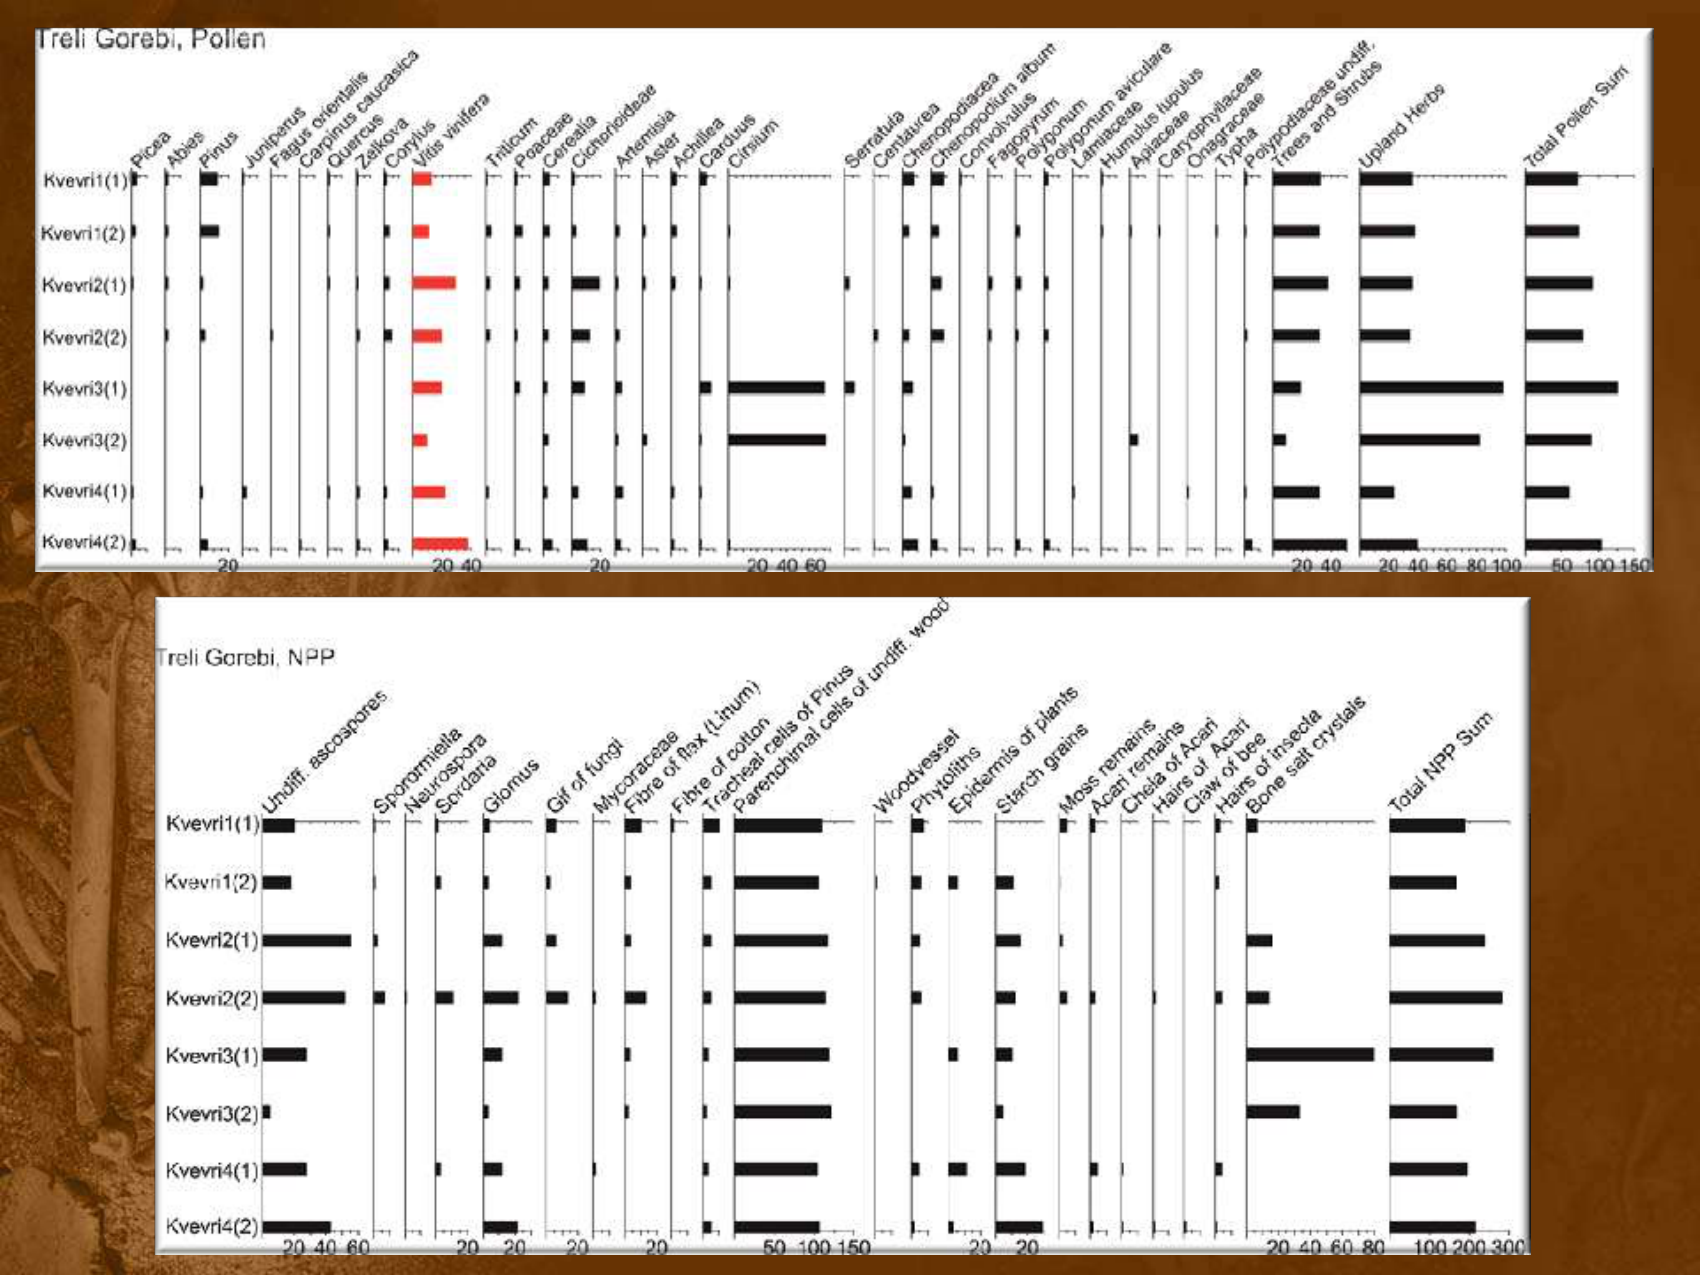 Treli Gorebi, Pollen
Picea
Abies
Pinus
Juniperus
Fagus orientalis
Carpinus caucasica
Quercus
Zelkova
Corylus
Vitis vinifera
Triticum
Poaceae
Cerealia
Cichorioideae
Artemisia
Aster
Achillea
Carduus
Cirsium
Serratula
Centaurea
Chenopodiacea
Chenopodium album
Convolvulus
Fagopyrum
Polygonum
Polygonum aviculare
Lamiaceae
Humulus lupulus
Apiaceae
Caryophyllaceae
Onagraceae
Typha
Polypodiaceae undiff.
Trees and Shrubs
Upland Herbs
Total Pollen Sum
Kvevri1(1)
Kvevri1(2)
Kvevri2(1)
Kvevri2(2)
Kvevri3(1)
Kvevri3(2)
Kvevri4(1)
Kvevri4(2)
20 20 40 20 20 40 60 20 40 20 40 60 80 100 50 100 150
Treli Gorebi, NPP
Undiff. ascospores
Sporormiella
Neurospora
Sordaria
Glomus
Gif of fungi
Mycoraceae
Fibre of flax (Linum)
Fibre of cotton
Tracheal cells of Pinus
Parenchimal cells of undiff. wood
Woodvessel
Phytoliths
Epidermis of plants
Starch grains
Moss remains
Acari remains
Chela of Acari
Hairs of Acari
Claw of bee
Hairs of insecta
Bone salt crystals
Total NPP Sum
Kvevri1(1)
Kvevri1(2)
Kvevri2(1)
Kvevri2(2)
Kvevri3(1)
Kvevri3(2)
Kvevri4(1)
Kvevri4(2)
20 40 60 20 20 20 20 50 100 150 20 20 20 40 60 80 100 200 300